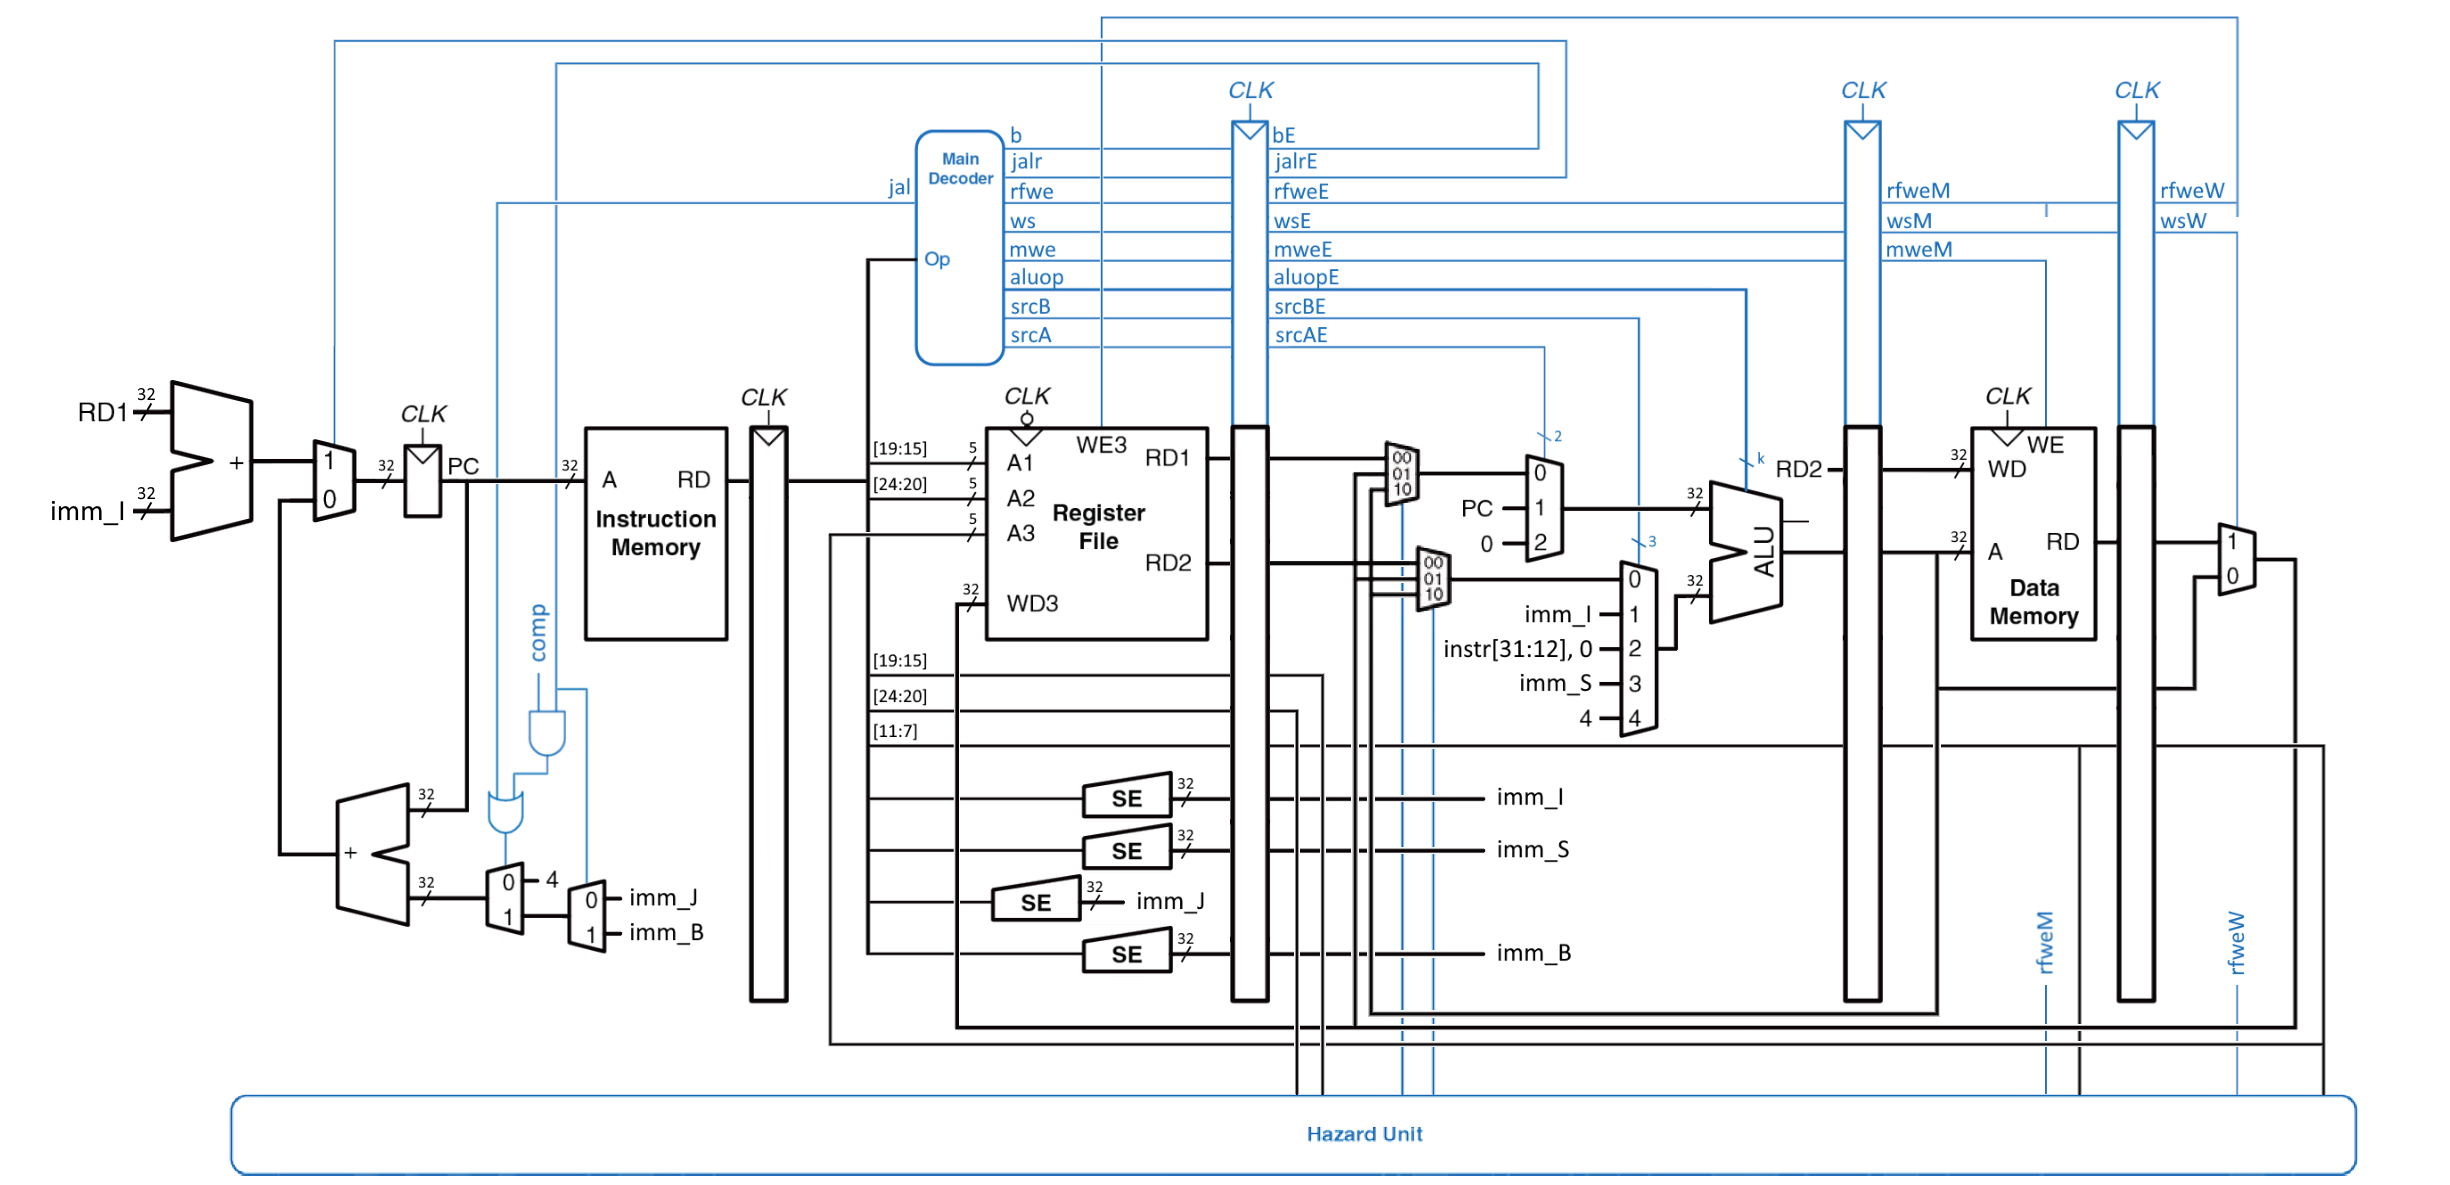 CLK
CLK
CLK
b
bE
Main
Decoder
jalr
jalrE
jal
rfwe
rfweE
rfweM
rfweW
ws
wsE
wsM
wsW
Op
mwe
mweE
mweM
aluop
aluopE
srcB
srcBE
srcA
srcAE
CLK
CLK
CLK
CLK
RD1
32
imm_I
32
+
1
0
32
PC
32
A
RD
Instruction
Memory
[19:15]
5
A1
[24:20]
5
A2
5
A3
32
WD3
WE3
RD1
Register
File
RD2
00
01
10
00
01
10
2
0
PC
1
0
2
3
0
imm_I
1
instr[31:12], 0
2
imm_S
3
4
4
k
32
32
ALU
RD2
32
WD
WE
32
A
RD
Data
Memory
1
0
comp
[19:15]
[24:20]
[11:7]
SE
32
imm_I
SE
32
imm_S
SE
32
imm_J
SE
32
imm_B
32
+
32
0
4
1
0
imm_J
1
imm_B
rfweM
rfweW
Hazard Unit